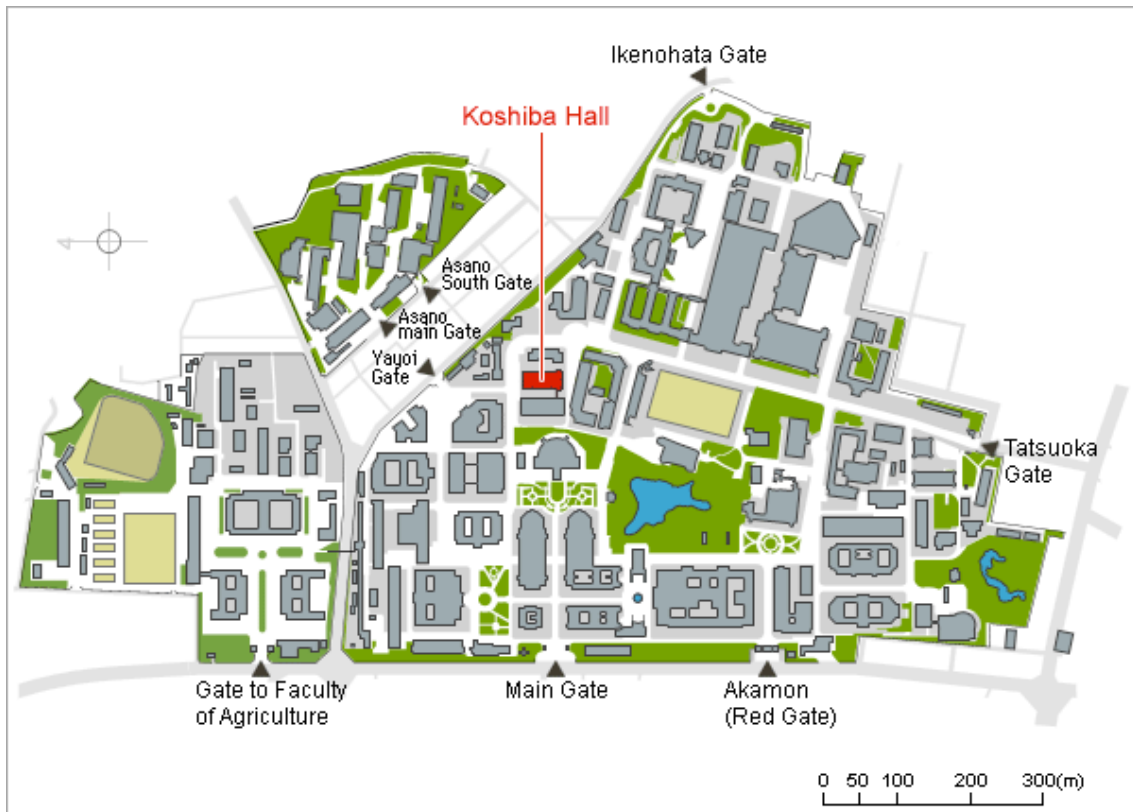 Ikenohata Gate
Koshiba Hall
Asano
South Gate
Asano
main Gate
Yayoi
Gate
Tatsuoka
Gate
Gate to Faculty
of Agriculture
Main Gate
Akamon
(Red Gate)
0 50 100 200 300(m)